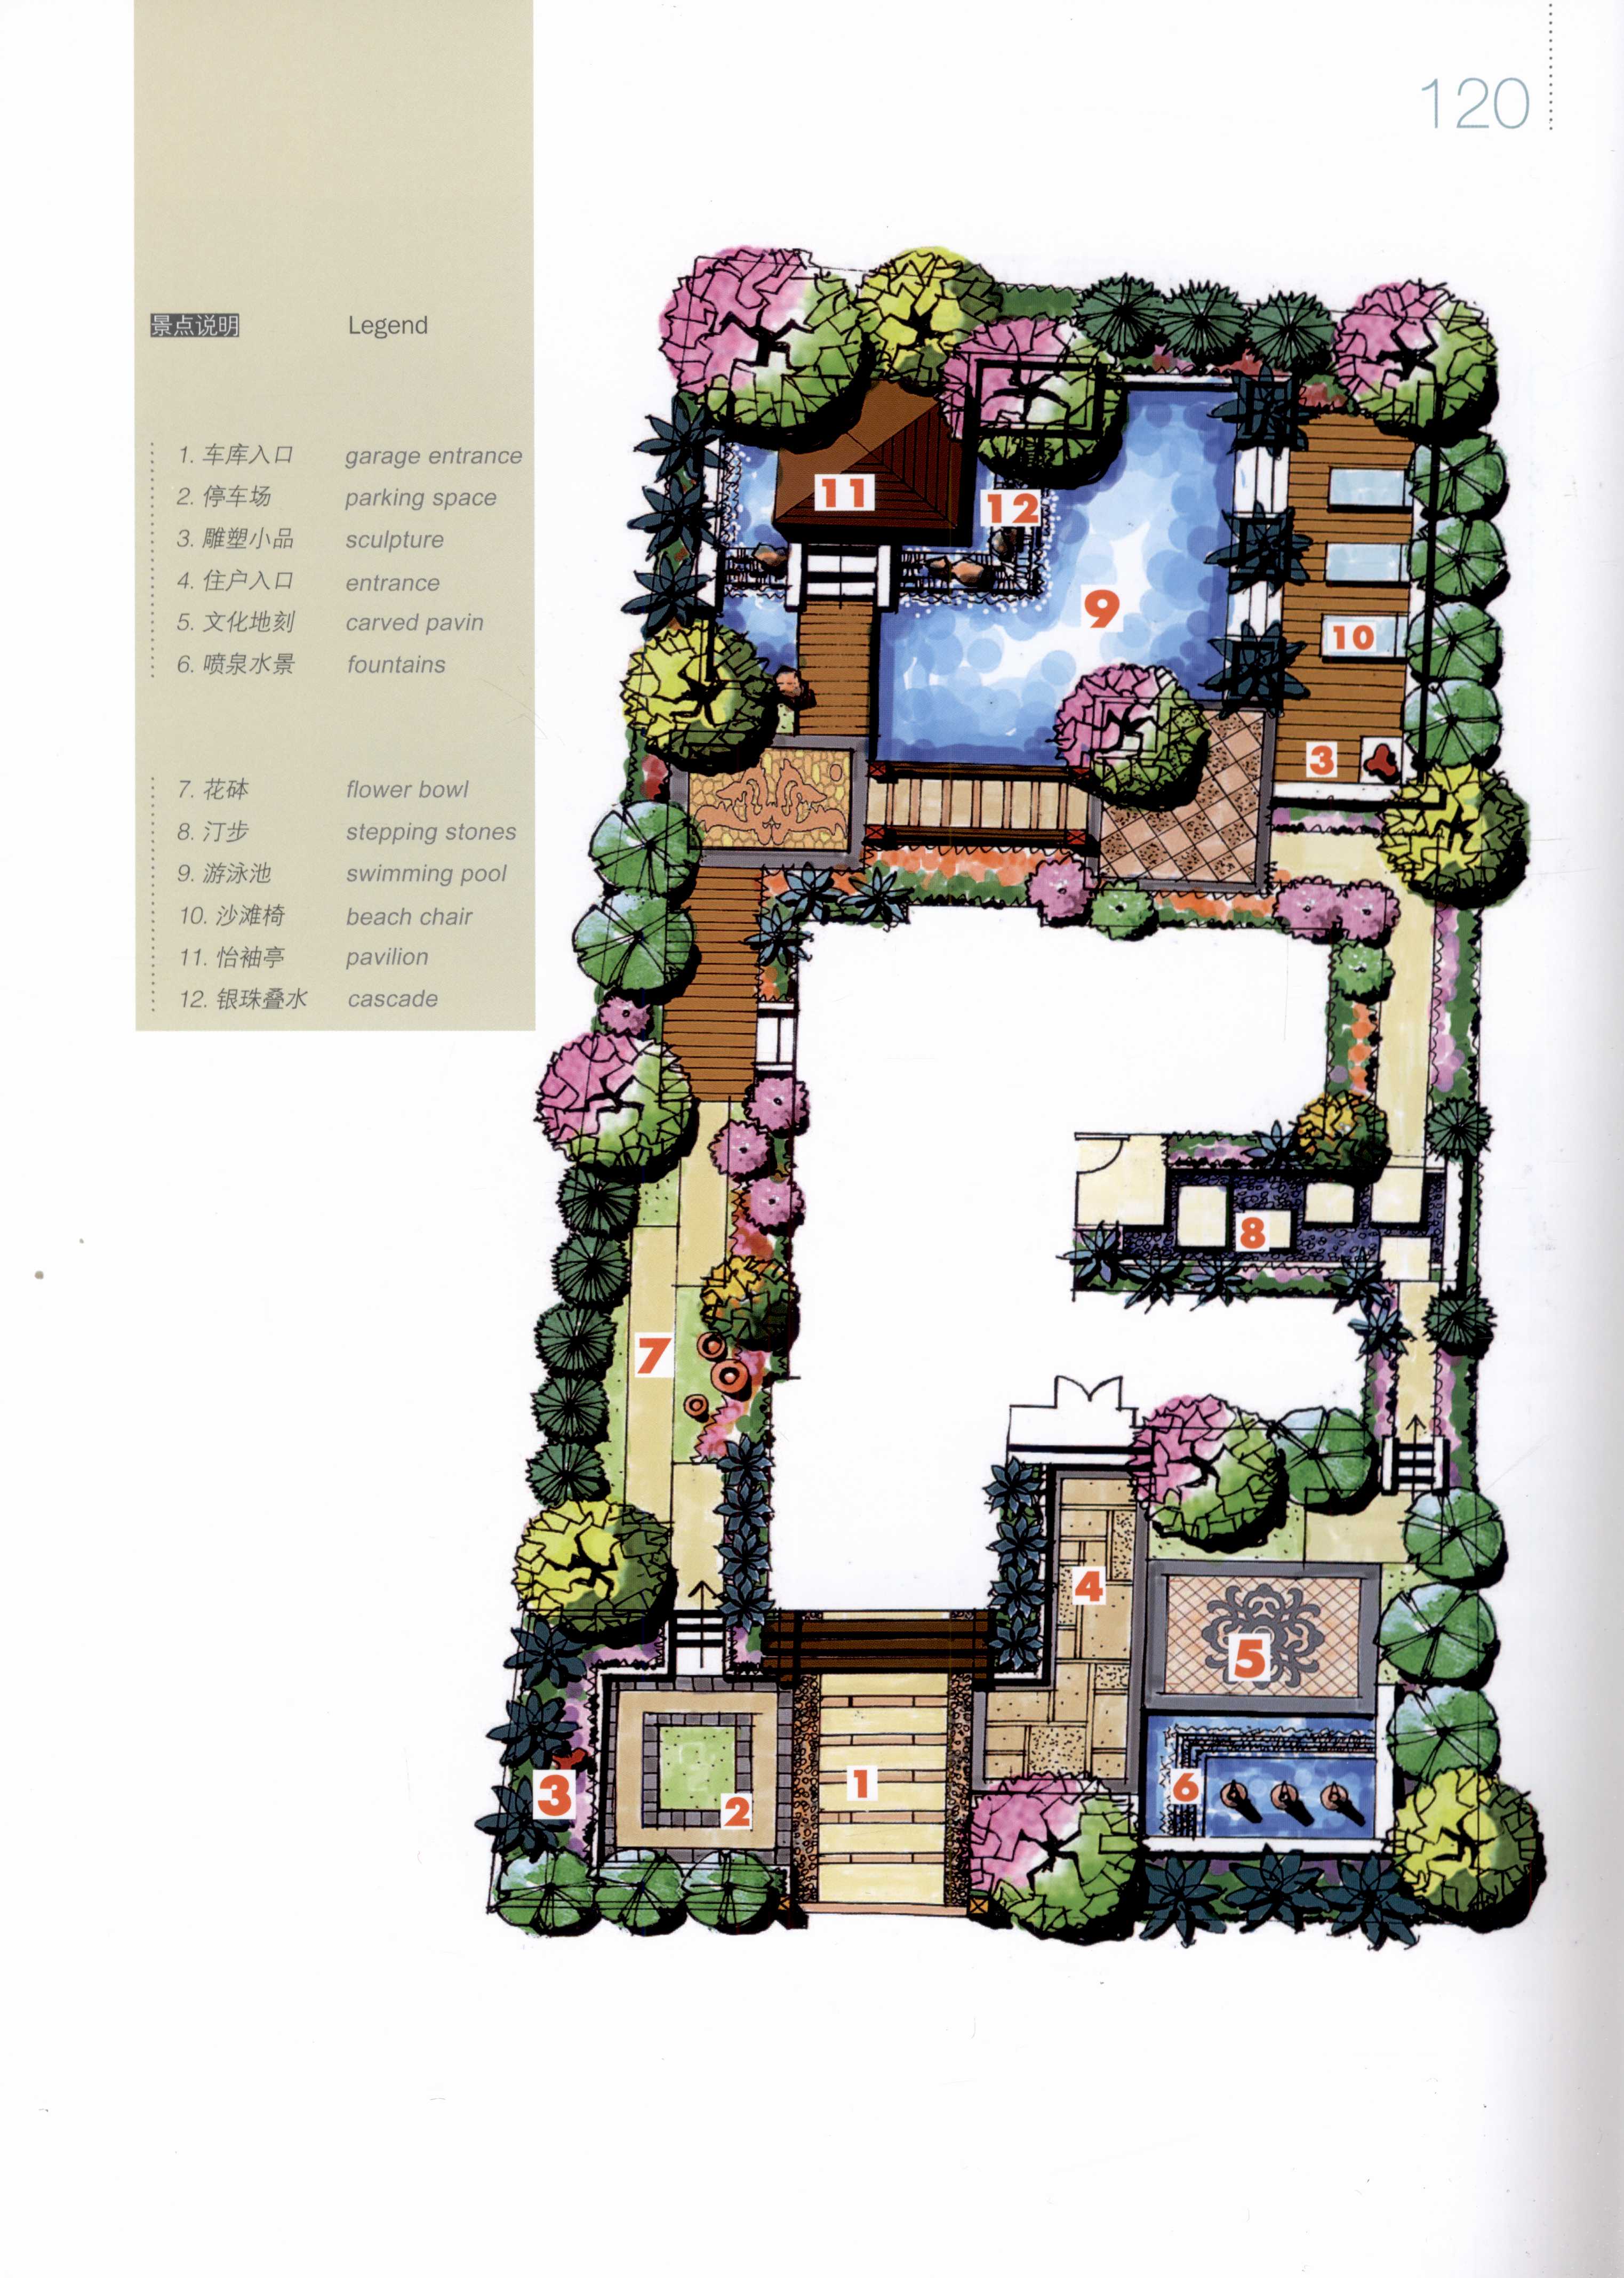 120
景点说明 Legend
1. 车库入口 garage entrance
2. 停车场 parking space
3. 雕塑小品 sculpture
4. 住户入口 entrance
5. 文化地刻 carved pavin
6. 喷泉水景 fountains
7. 花砵 flower bowl
8. 汀步 stepping stones
9. 游泳池 swimming pool
10. 沙滩椅 beach chair
11. 怡袖亭 pavilion
12. 银珠叠水 cascade
11
12
9
10
3
8
7
4
5
3
2
1
6